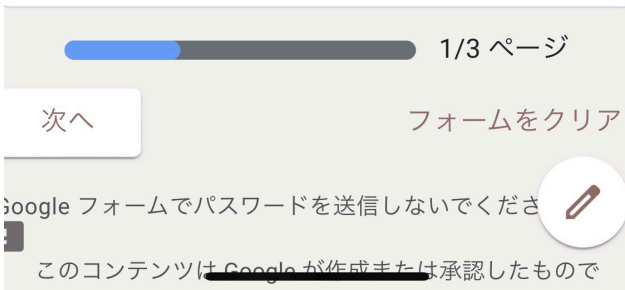 1/3 ページ
次へ
フォームをクリア
Google フォームでパスワードを送信しないでくださ
このコンテンツは Google が作成または承認したもので